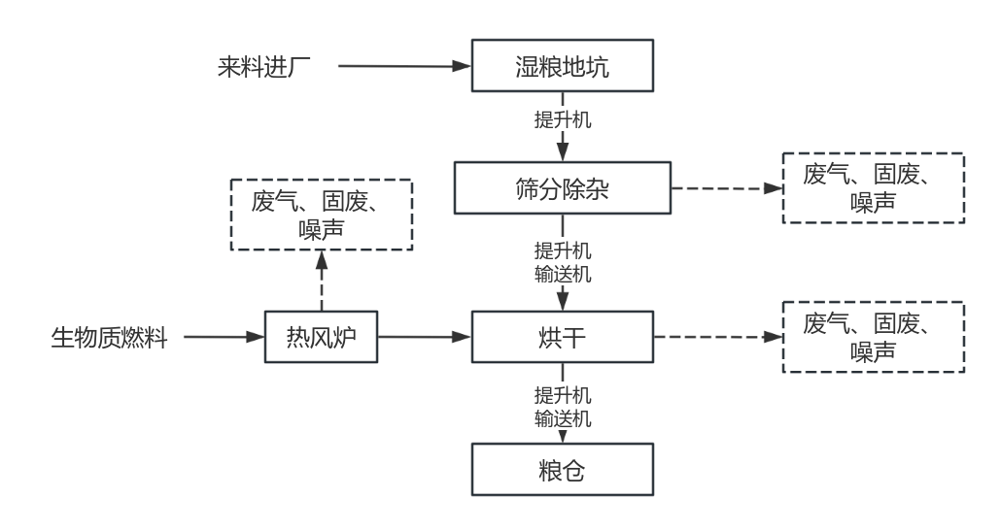 来料进厂
湿粮地坑
提升机
筛分除杂
废气、固废、
噪声
废气、固废、
噪声
提升机
输送机
生物质燃料
热风炉
烘干
废气、固废、
噪声
提升机
输送机
粮仓